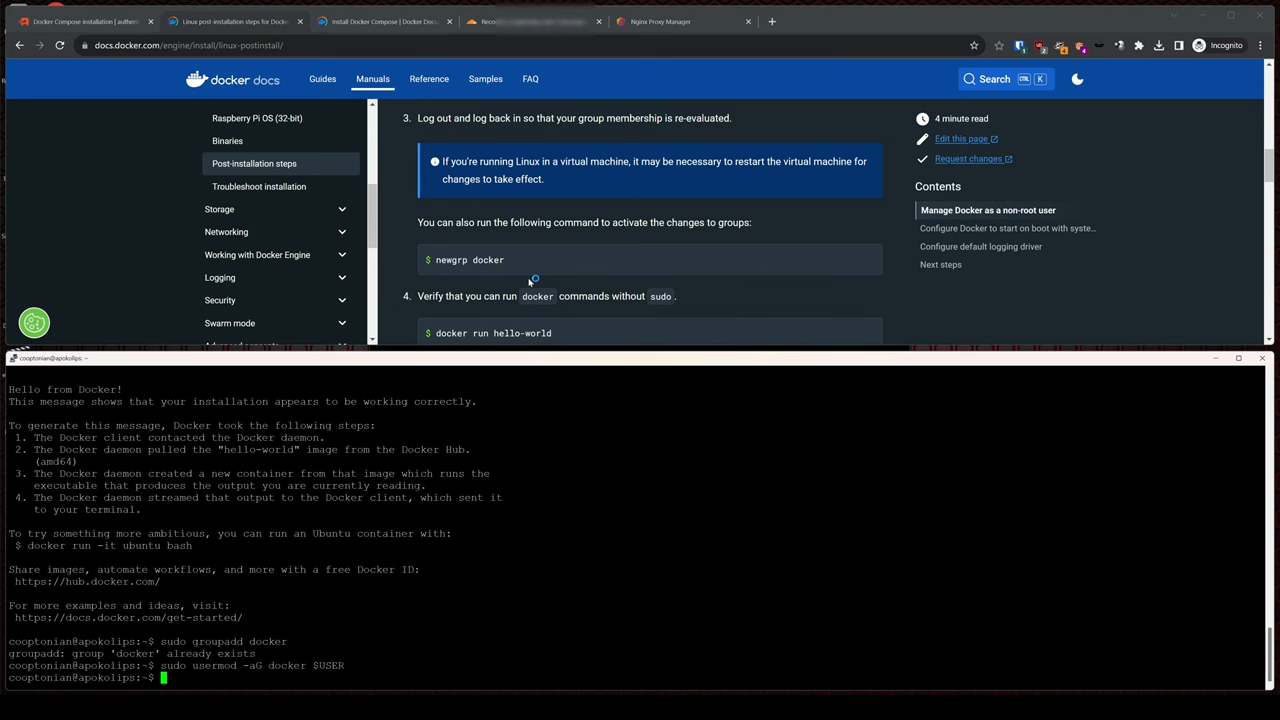 Docker Compose installation | authen
Linux post-installation steps for Docke
Install Docker Compose | Docker Docu
Reco
Nginx Proxy Manager
docs.docker.com/engine/install/linux-postinstall/
Incognito
docker docs
Guides
Manuals
Reference
Samples
FAQ
Search
Ctrl
K
Raspberry Pi OS (32-bit)
Binaries
Post-installation steps
Troubleshoot installation
Storage
Networking
Working with Docker Engine
Logging
Security
Swarm mode
3. Log out and log back in so that your group membership is re-evaluated.
If you're running Linux in a virtual machine, it may be necessary to restart the virtual machine for
changes to take effect.
You can also run the following command to activate the changes to groups:
$ newgrp docker
4. Verify that you can run docker commands without sudo.
$ docker run hello-world
4 minute read
Edit this page
Request changes
Contents
Manage Docker as a non-root user
Configure Docker to start on boot with syste...
Configure default logging driver
Next steps
cooptonian@apokolips: ~
Hello from Docker!
This message shows that your installation appears to be working correctly.
To generate this message, Docker took the following steps:
1. The Docker client contacted the Docker daemon.
2. The Docker daemon pulled the "hello-world" image from the Docker Hub.
(amd64)
3. The Docker daemon created a new container from that image which runs the
executable that produces the output you are currently reading.
4. The Docker daemon streamed that output to the Docker client, which sent it
to your terminal.
To try something more ambitious, you can run an Ubuntu container with:
$ docker run -it ubuntu bash
Share images, automate workflows, and more with a free Docker ID:
https://hub.docker.com/
For more examples and ideas, visit:
https://docs.docker.com/get-started/
cooptonian@apokolips:~$ sudo groupadd docker
groupadd: group 'docker' already exists
cooptonian@apokolips:~$ sudo usermod -aG docker $USER
cooptonian@apokolips:~$